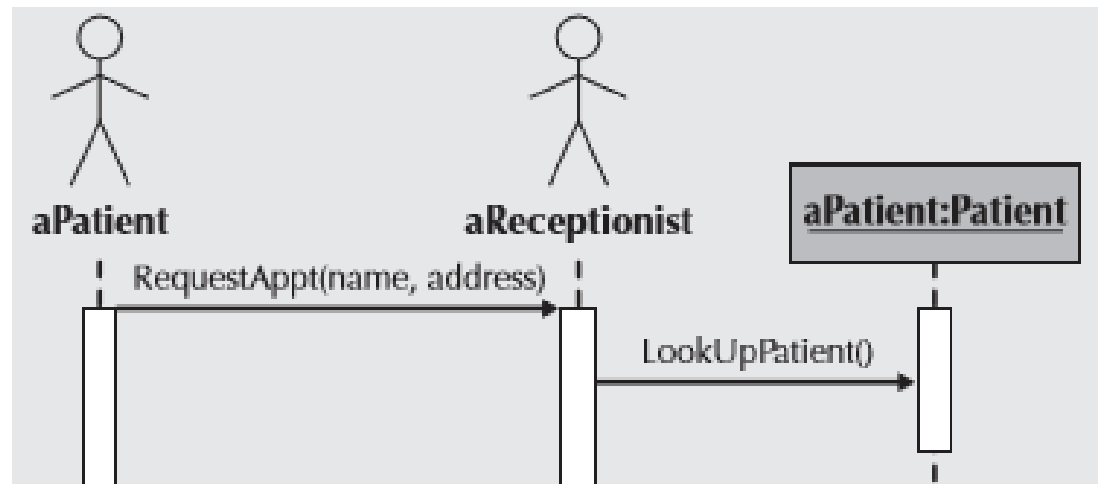 aPatient
aReceptionist
aPatient:Patient
RequestAppt(name, address)
LookUpPatient()